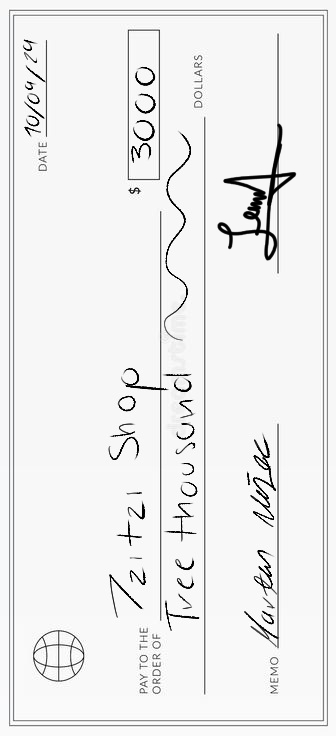 DATE 10/09/24
PAY TO THE
ORDER OF Tzitzi Shop $ 3000
Tree thousand DOLLARS
MEMO